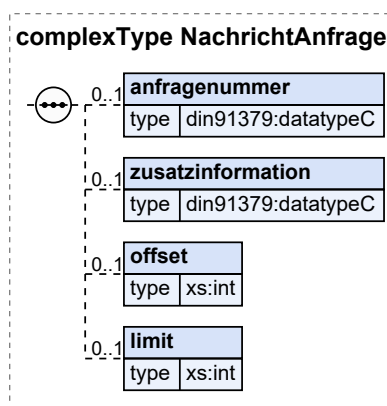 complexType NachrichtAnfrage
0..1 anfragenummer
type din91379:datatypeC
0..1 zusatzinformation
type din91379:datatypeC
0..1 offset
type xs:int
0..1 limit
type xs:int